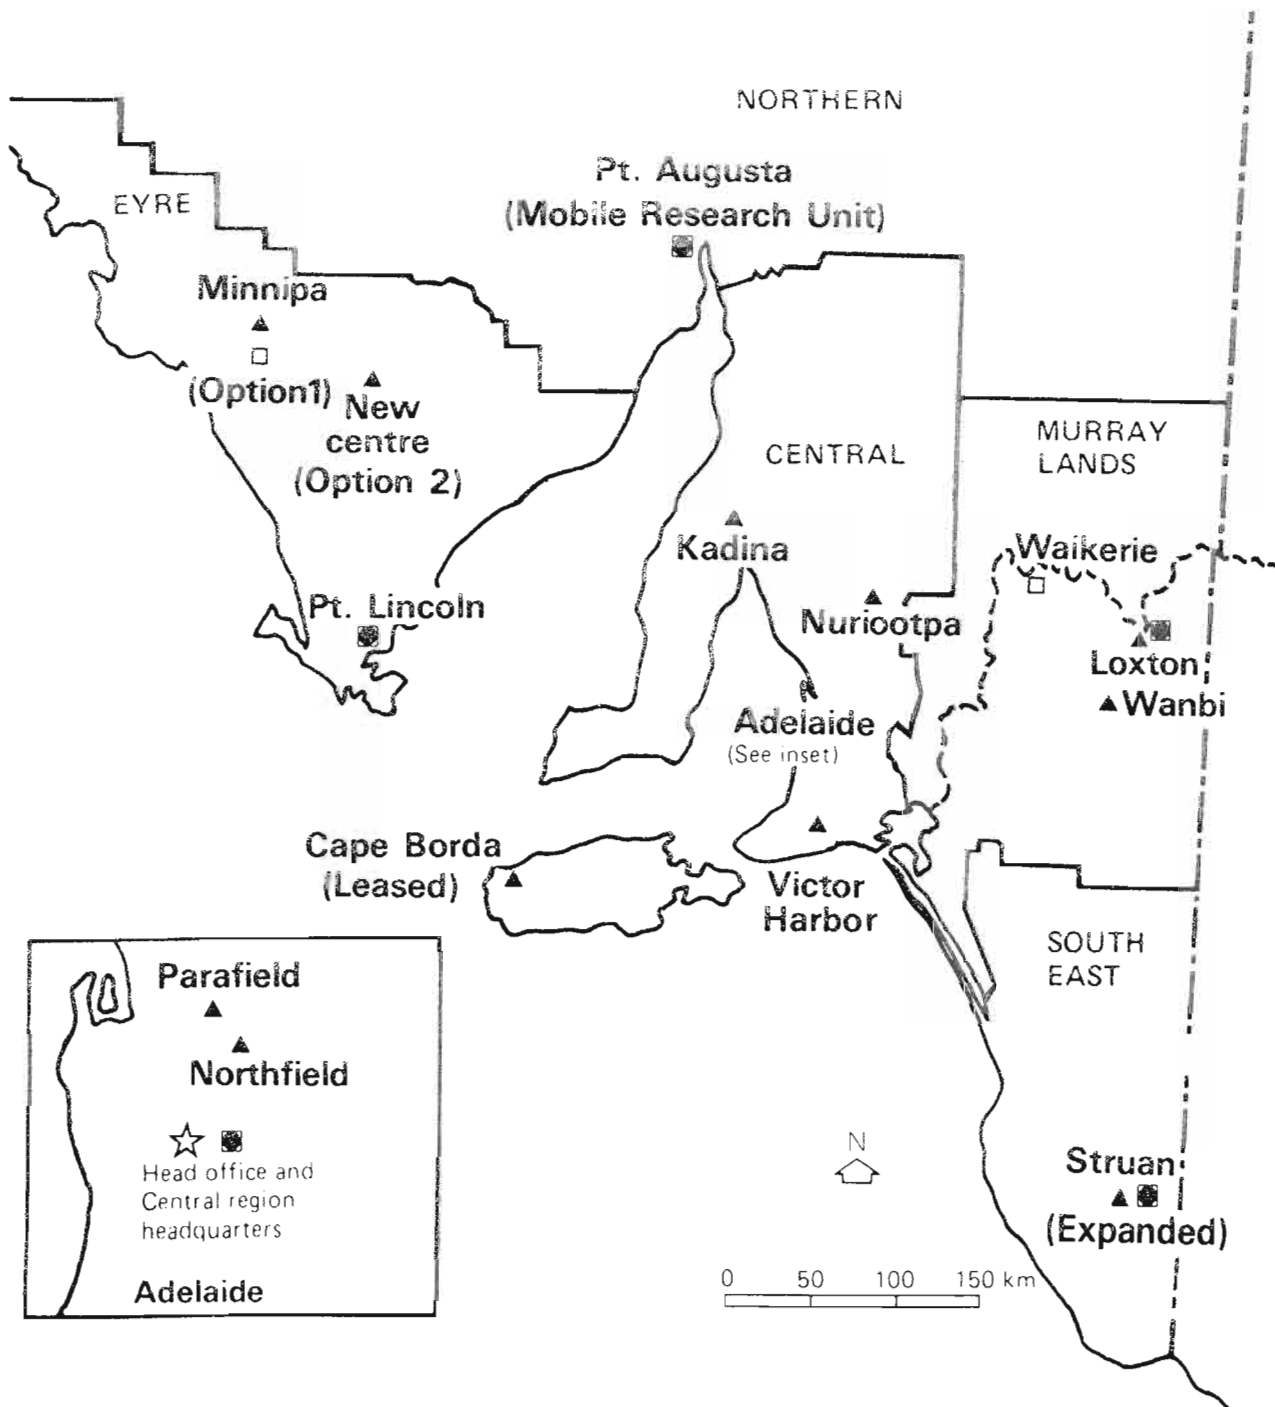 NORTHERN
Pt. Augusta
(Mobile Research Unit)
EYRE
Minnipa
(Option1)
New
centre
(Option 2)
CENTRAL
MURRAY
LANDS
Kadina
Waikerie
Pt. Lincoln
Nuriootpa
Loxton
Wanbi
Adelaide
(See inset)
Cape Borda
(Leased)
Victor
Harbor
SOUTH
EAST
Parafield
Northfield
Head office and
Central region
headquarters
Adelaide
N
Struan
(Expanded)
0 50 100 150 km